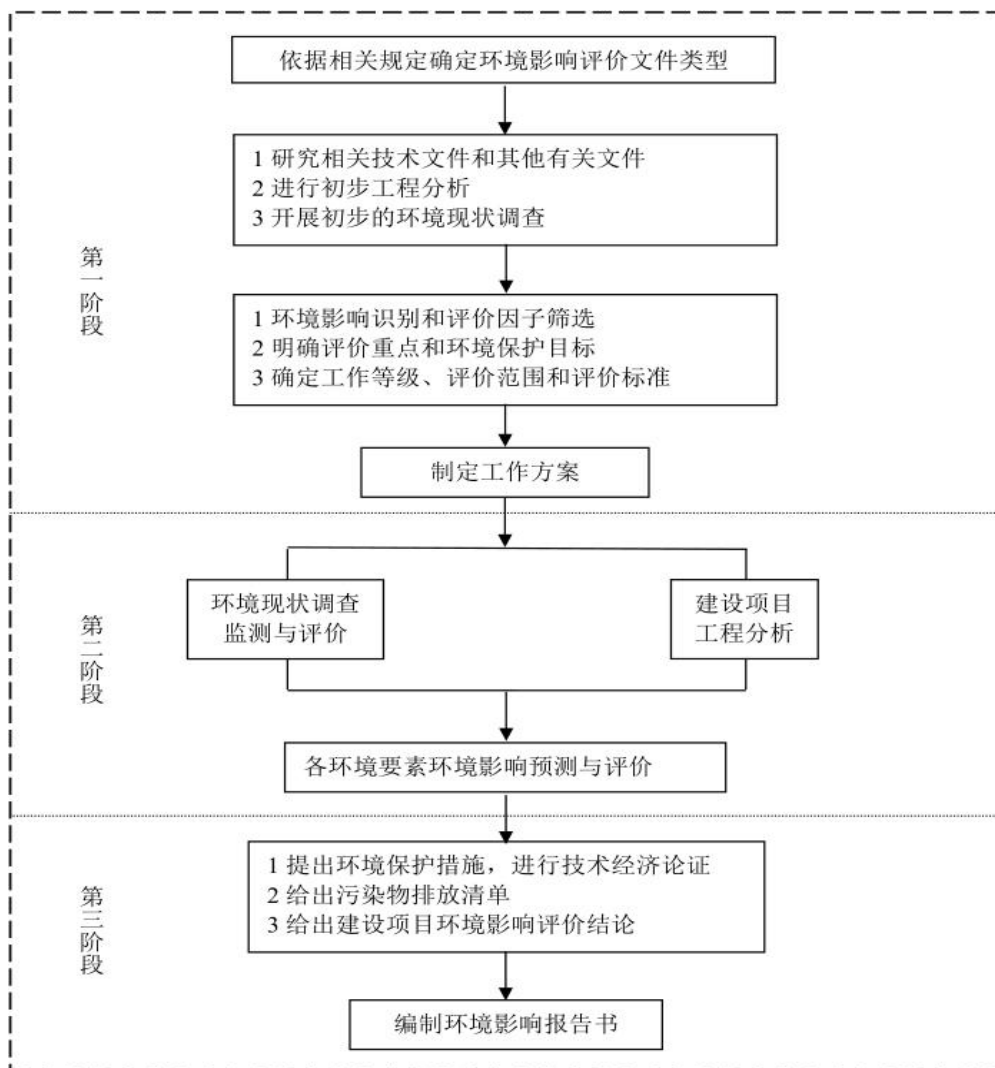 依据相关规定确定环境影响评价文件类型
1 研究相关技术文件和其他有关文件
2 进行初步工程分析
3 开展初步的环境现状调查
第一阶段
1 环境影响识别和评价因子筛选
2 明确评价重点和环境保护目标
3 确定工作等级、评价范围和评价标准
制定工作方案
第二阶段
环境现状调查
监测与评价
建设项目
工程分析
各环境要素环境影响预测与评价
第三阶段
1 提出环境保护措施，进行技术经济论证
2 给出污染物排放清单
3 给出建设项目环境影响评价结论
编制环境影响报告书